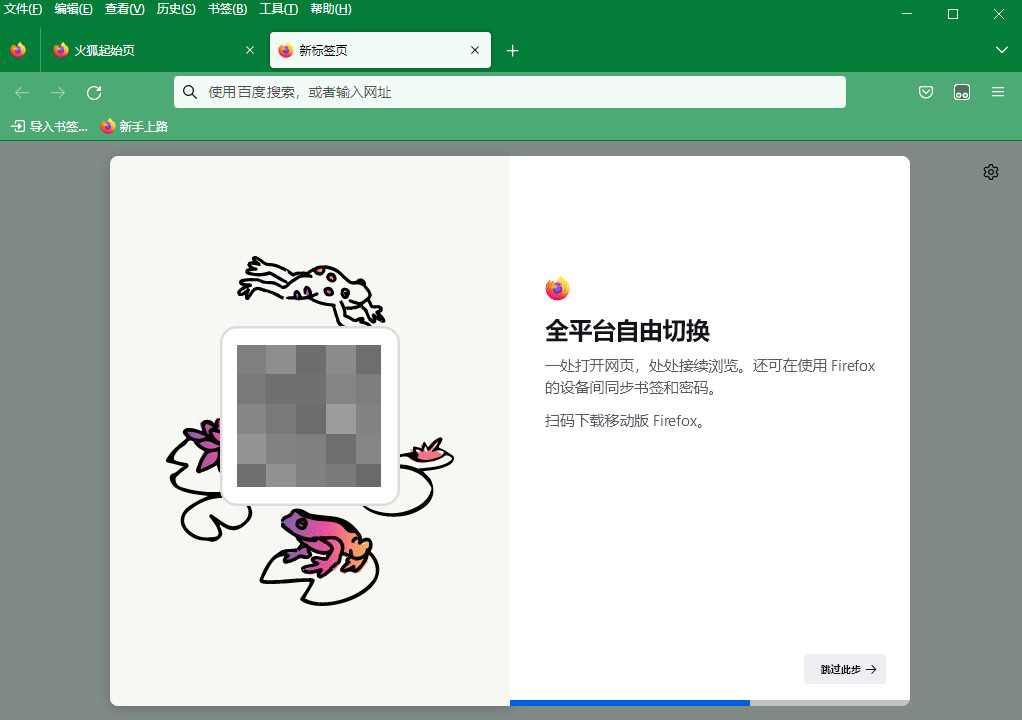 文件(F) 编辑(E) 查看(V) 历史(S) 书签(B) 工具(T) 帮助(H)
火狐起始页 新标签页
使用百度搜索，或者输入网址
导入书签... 新手上路
全平台自由切换
一处打开网页，处处接续浏览。还可在使用 Firefox
的设备间同步书签和密码。
扫码下载移动版 Firefox。
跳过此步